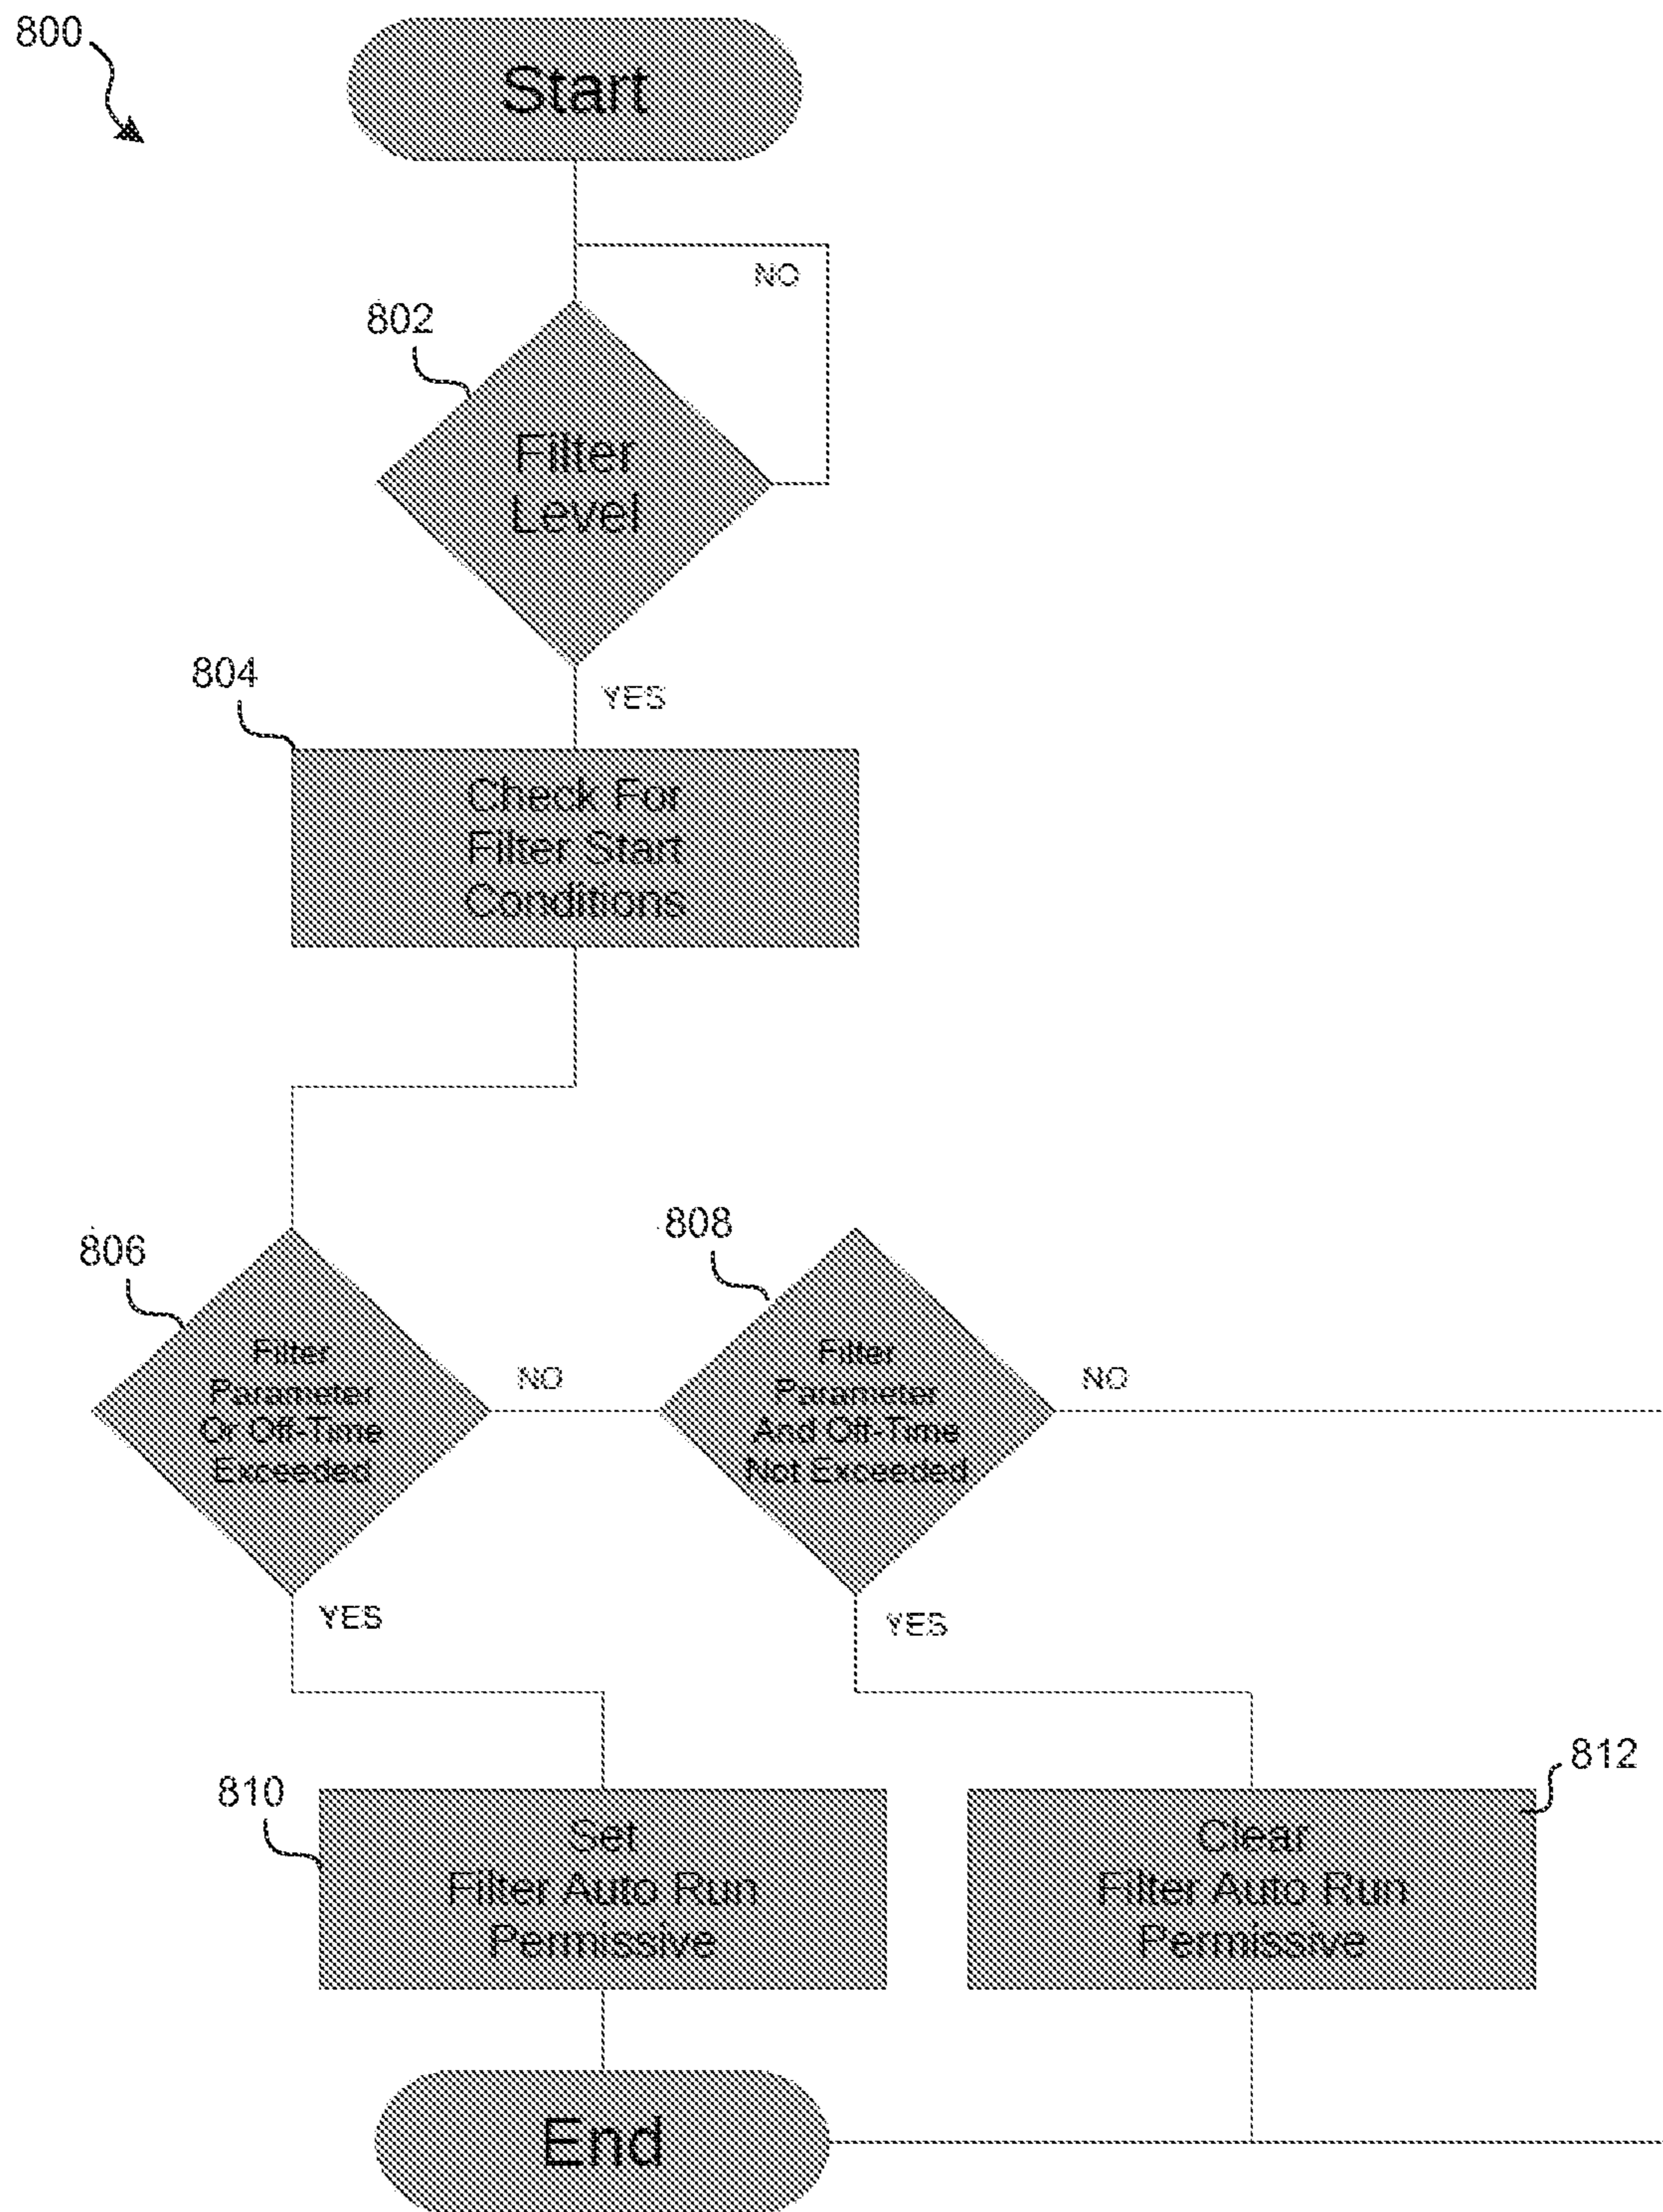 800
Start
NO
802
Filter
Level
804
YES
Check For
Filter Start
Conditions
806
808
Filter
Parameter
Or Off-Time
Exceeded
NO
Filter
Parameter
And Off-Time
Not Exceeded
NO
YES
YES
810
812
Set
Filter Auto Run
Permissive
Clear
Filter Auto Run
Permissive
End